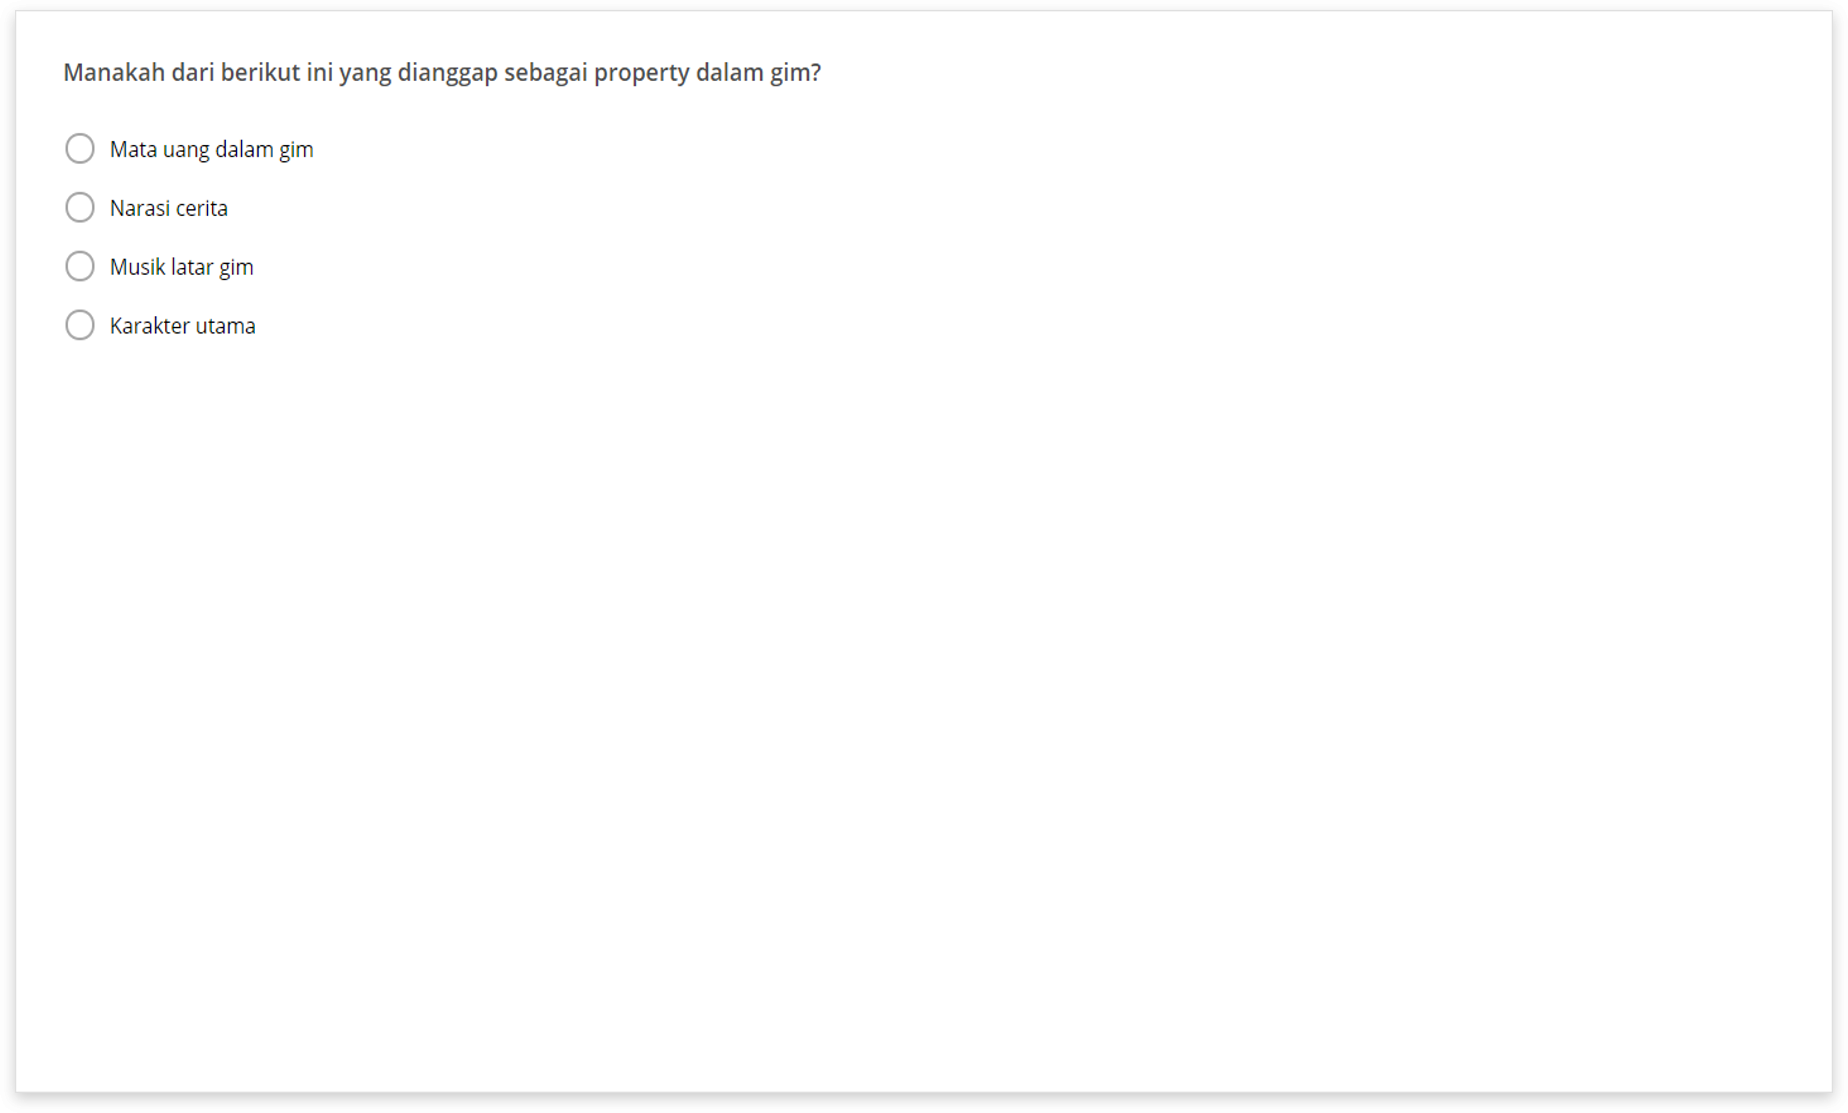 Manakah dari berikut ini yang dianggap sebagai property dalam gim?
Mata uang dalam gim
Narasi cerita
Musik latar gim
Karakter utama